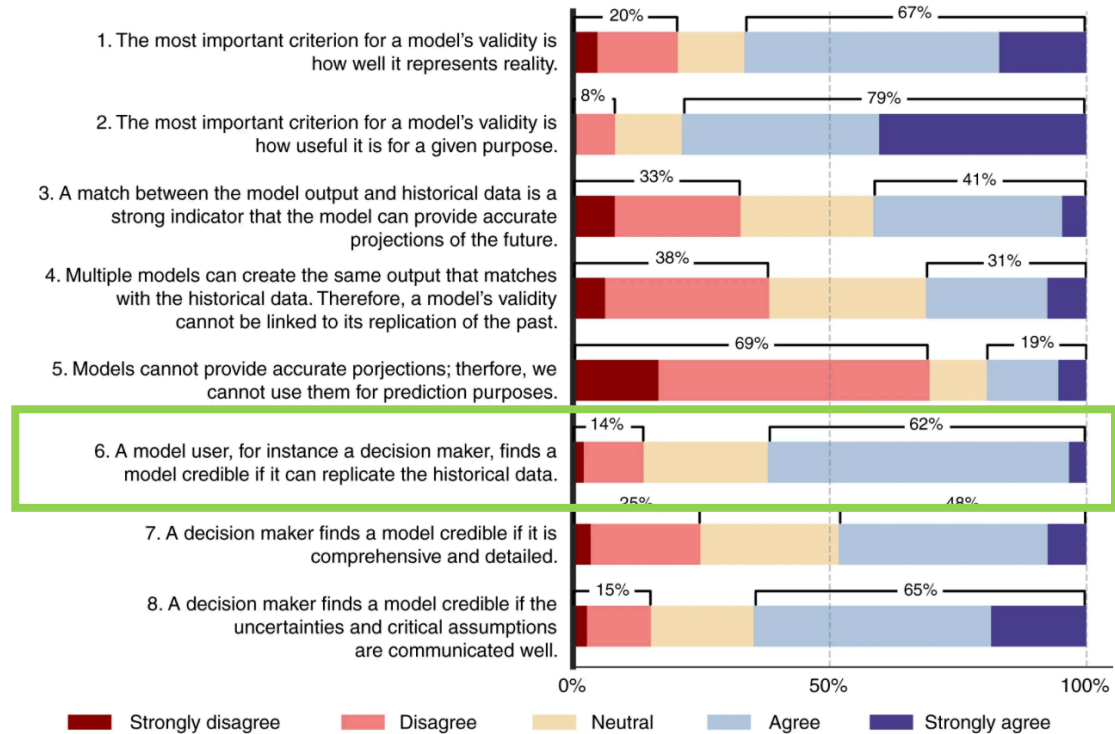 20%
67%
1. The most important criterion for a model's validity is
how well it represents reality.
8%
79%
2. The most important criterion for a model's validity is
how useful it is for a given purpose.
33%
41%
3. A match between the model output and historical data is a
strong indicator that the model can provide accurate
projections of the future.
38%
31%
4. Multiple models can create the same output that matches
with the historical data. Therefore, a model's validity
cannot be linked to its replication of the past.
69%
19%
5. Models cannot provide accurate porjections; therfore, we
cannot use them for prediction purposes.
14%
62%
6. A model user, for instance a decision maker, finds a
model credible if it can replicate the historical data.
25%
48%
7. A decision maker finds a model credible if it is
comprehensive and detailed.
15%
65%
8. A decision maker finds a model credible if the
uncertainties and critical assumptions
are communicated well.
0%
50%
100%
Strongly disagree
Disagree
Neutral
Agree
Strongly agree